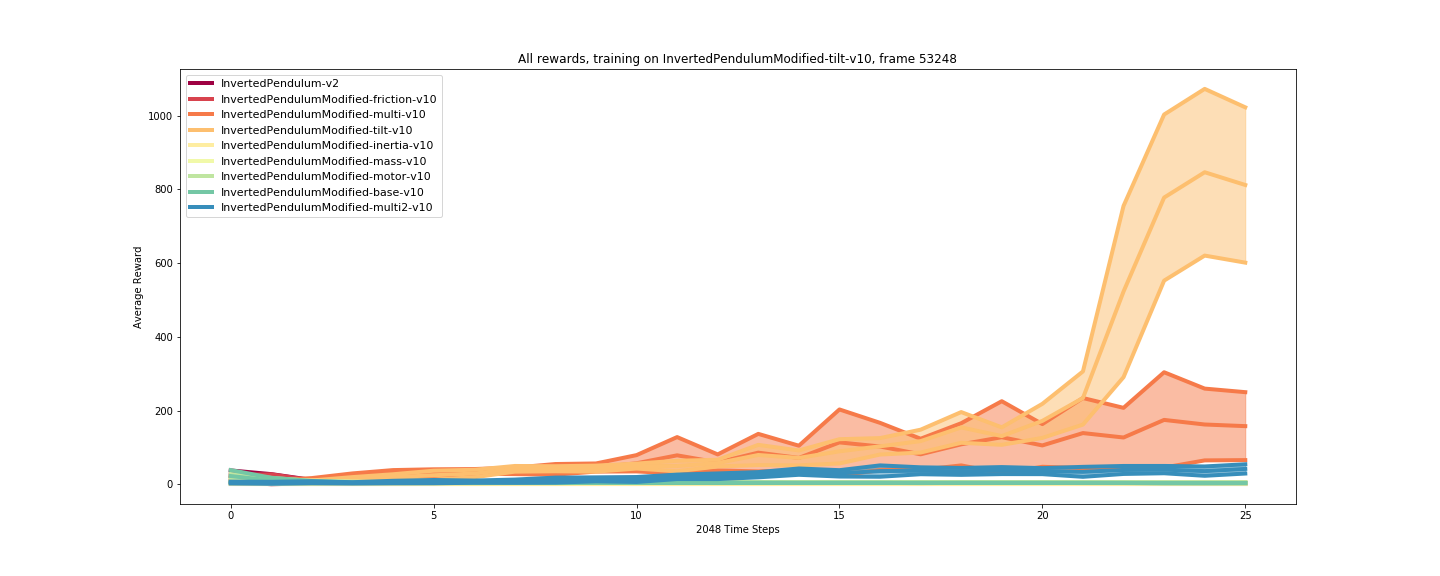 All rewards, training on InvertedPendulumModified-tilt-v10, frame 53248
InvertedPendulum-v2
InvertedPendulumModified-friction-v10
InvertedPendulumModified-multi-v10
InvertedPendulumModified-tilt-v10
InvertedPendulumModified-inertia-v10
InvertedPendulumModified-mass-v10
InvertedPendulumModified-motor-v10
InvertedPendulumModified-base-v10
InvertedPendulumModified-multi2-v10
Average Reward
1000
800
600
400
200
0
0 5 10 15 20 25
2048 Time Steps